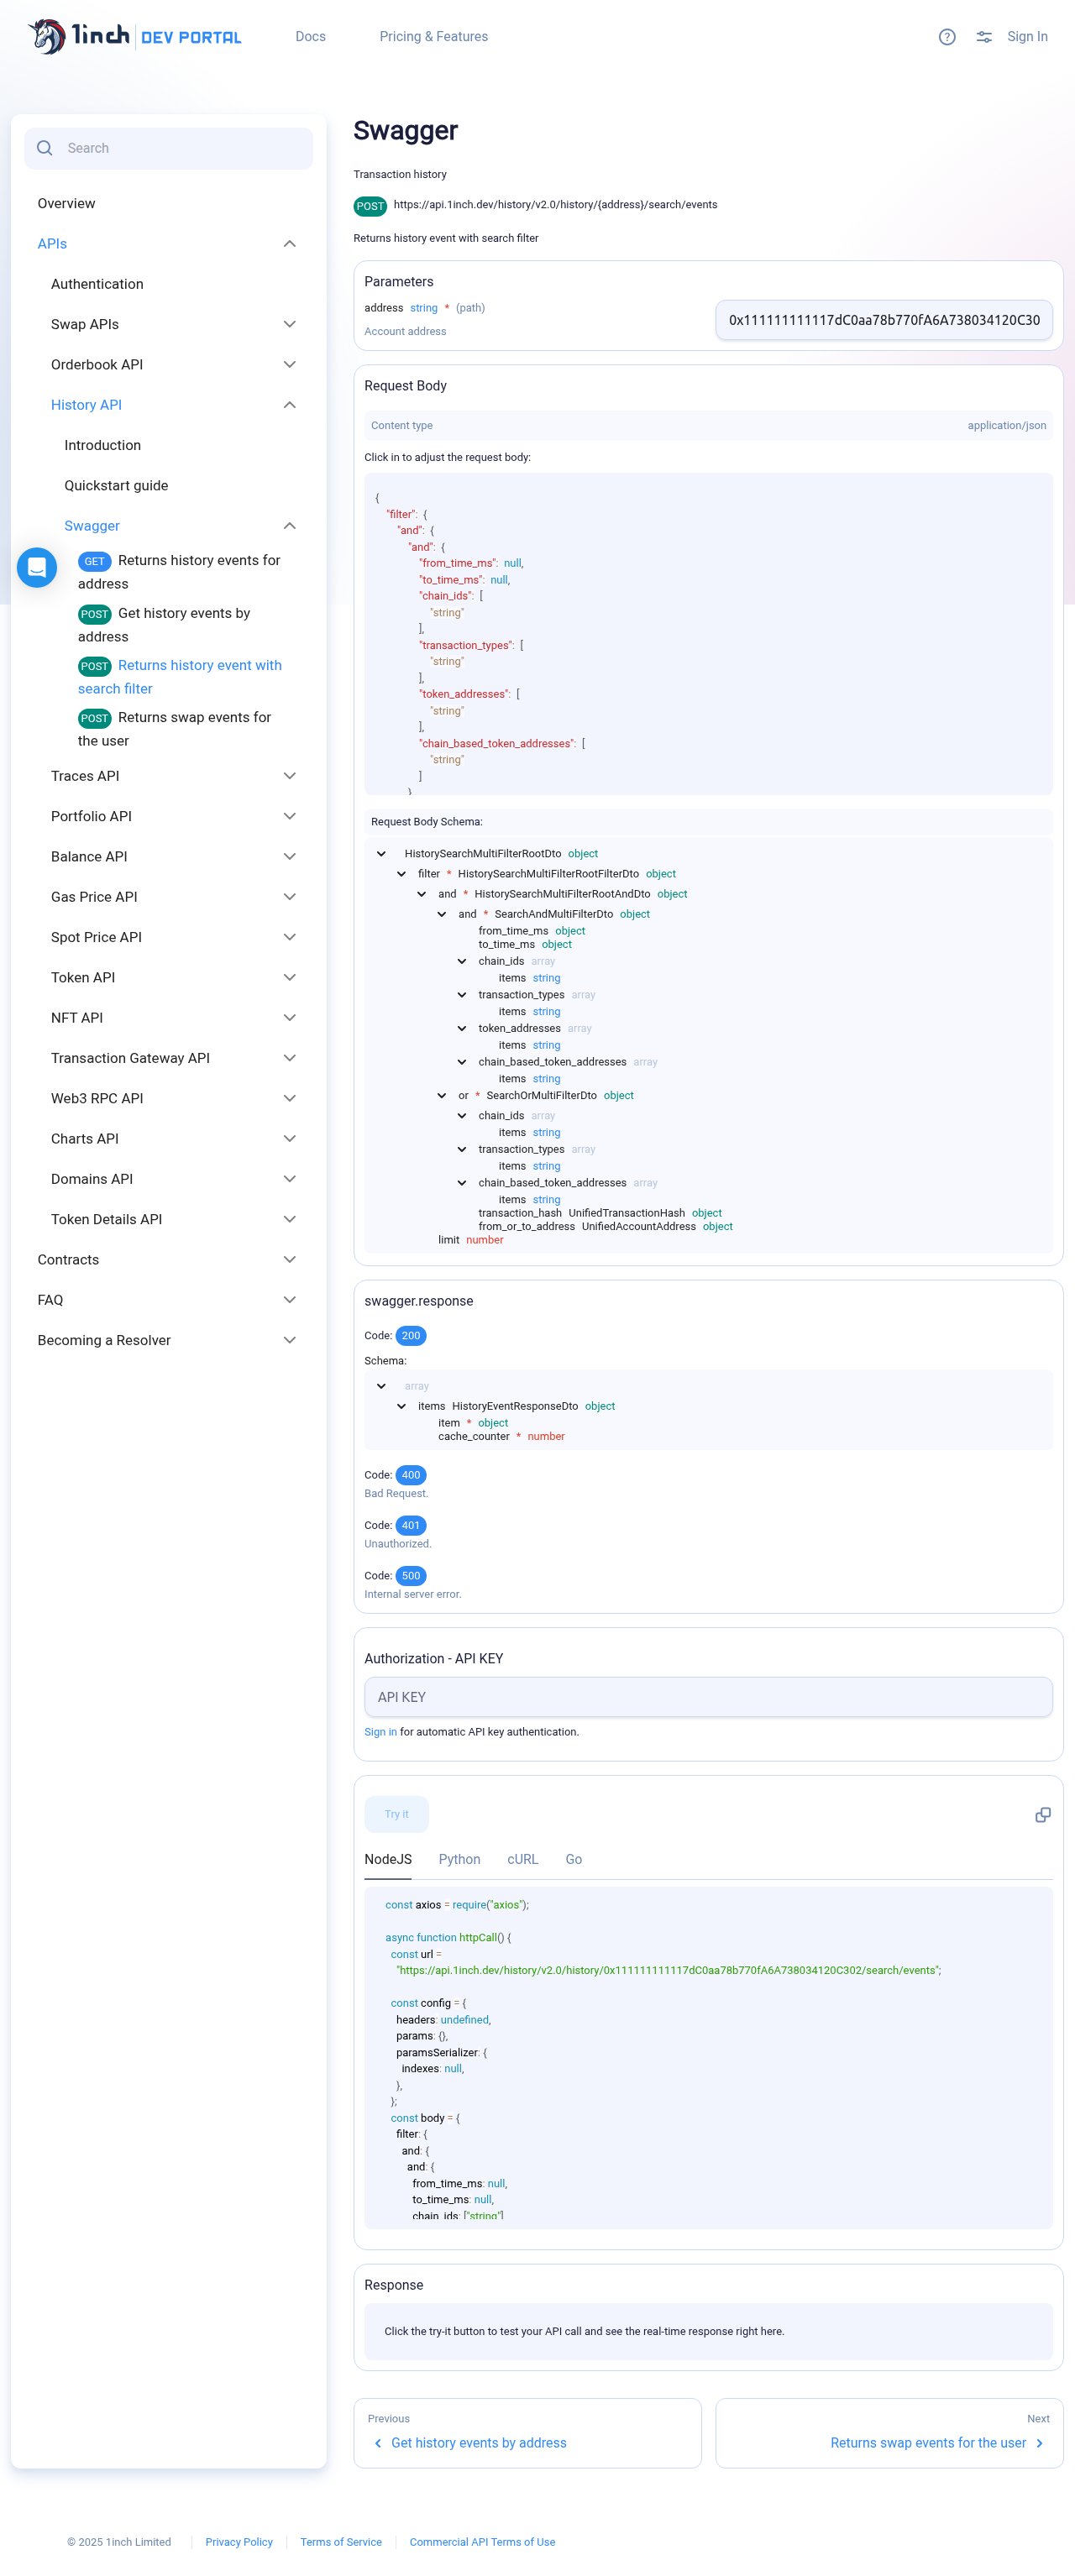 1inch DEV PORTAL
Docs
Pricing & Features
Sign In
Search
Overview
APIs
Authentication
Swap APIs
Orderbook API
History API
Introduction
Quickstart guide
Swagger
GET Returns history events for
address
POST Get history events by
address
POST Returns history event with
search filter
POST Returns swap events for
the user
Traces API
Portfolio API
Balance API
Gas Price API
Spot Price API
Token API
NFT API
Transaction Gateway API
Web3 RPC API
Charts API
Domains API
Token Details API
Contracts
FAQ
Becoming a Resolver
Swagger
Transaction history
POST https://api.1inch.dev/history/v2.0/history/{address}/search/events
Returns history event with search filter
Parameters
address string * (path)
Account address
0x111111111117dC0aa78b770fA6A738034120C30
Request Body
Content type application/json
Click in to adjust the request body:
{
"filter": {
"and": {
"and": {
"from_time_ms": null,
"to_time_ms": null,
"chain_ids": [
"string"
],
"transaction_types": [
"string"
],
"token_addresses": [
"string"
],
"chain_based_token_addresses": [
"string"
]
}
Request Body Schema:
HistorySearchMultiFilterRootDto object
filter * HistorySearchMultiFilterRootFilterDto object
and * HistorySearchMultiFilterRootAndDto object
and * SearchAndMultiFilterDto object
from_time_ms object
to_time_ms object
chain_ids array
items string
transaction_types array
items string
token_addresses array
items string
chain_based_token_addresses array
items string
or * SearchOrMultiFilterDto object
chain_ids array
items string
transaction_types array
items string
chain_based_token_addresses array
items string
transaction_hash UnifiedTransactionHash object
from_or_to_address UnifiedAccountAddress object
limit number
swagger.response
Code: 200
Schema:
array
items HistoryEventResponseDto object
item * object
cache_counter * number
Code: 400
Bad Request.
Code: 401
Unauthorized.
Code: 500
Internal server error.
Authorization - API KEY
API KEY
Sign in for automatic API key authentication.
Try it
NodeJS Python cURL Go
const axios = require("axios");
async function httpCall() {
const url =
"https://api.1inch.dev/history/v2.0/history/0x111111111117dC0aa78b770fA6A738034120C302/search/events";
const config = {
headers: undefined,
params: {},
paramsSerializer: {
indexes: null,
},
};
const body = {
filter: {
and: {
and: {
from_time_ms: null,
to_time_ms: null,
chain_ids: ["string"]
Response
Click the try-it button to test your API call and see the real-time response right here.
Previous
Get history events by address
Next
Returns swap events for the user
© 2025 1inch Limited
Privacy Policy
Terms of Service
Commercial API Terms of Use